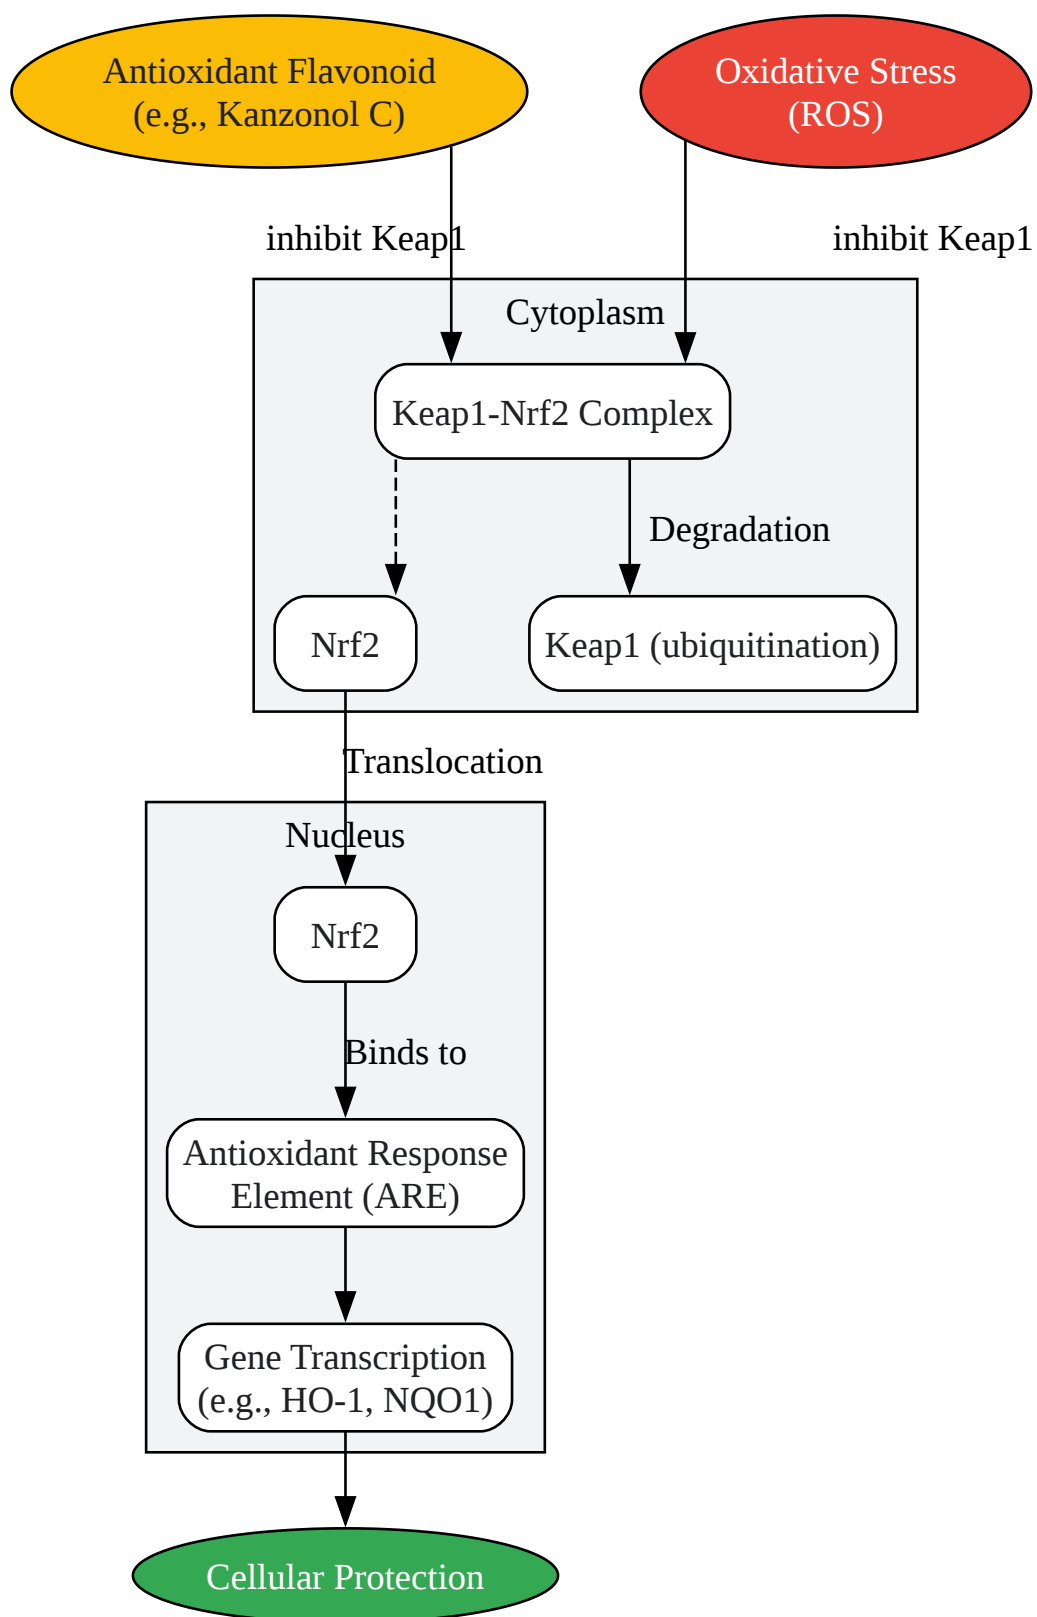 Antioxidant Flavonoid
(e.g., Kanzonol C)
Oxidative Stress
(ROS)
inhibit Keap1
inhibit Keap1
Cytoplasm
Keap1-Nrf2 Complex
Degradation
Nrf2
Keap1 (ubiquitination)
Translocation
Nucleus
Nrf2
Binds to
Antioxidant Response
Element (ARE)
Gene Transcription
(e.g., HO-1, NQO1)
Cellular Protection